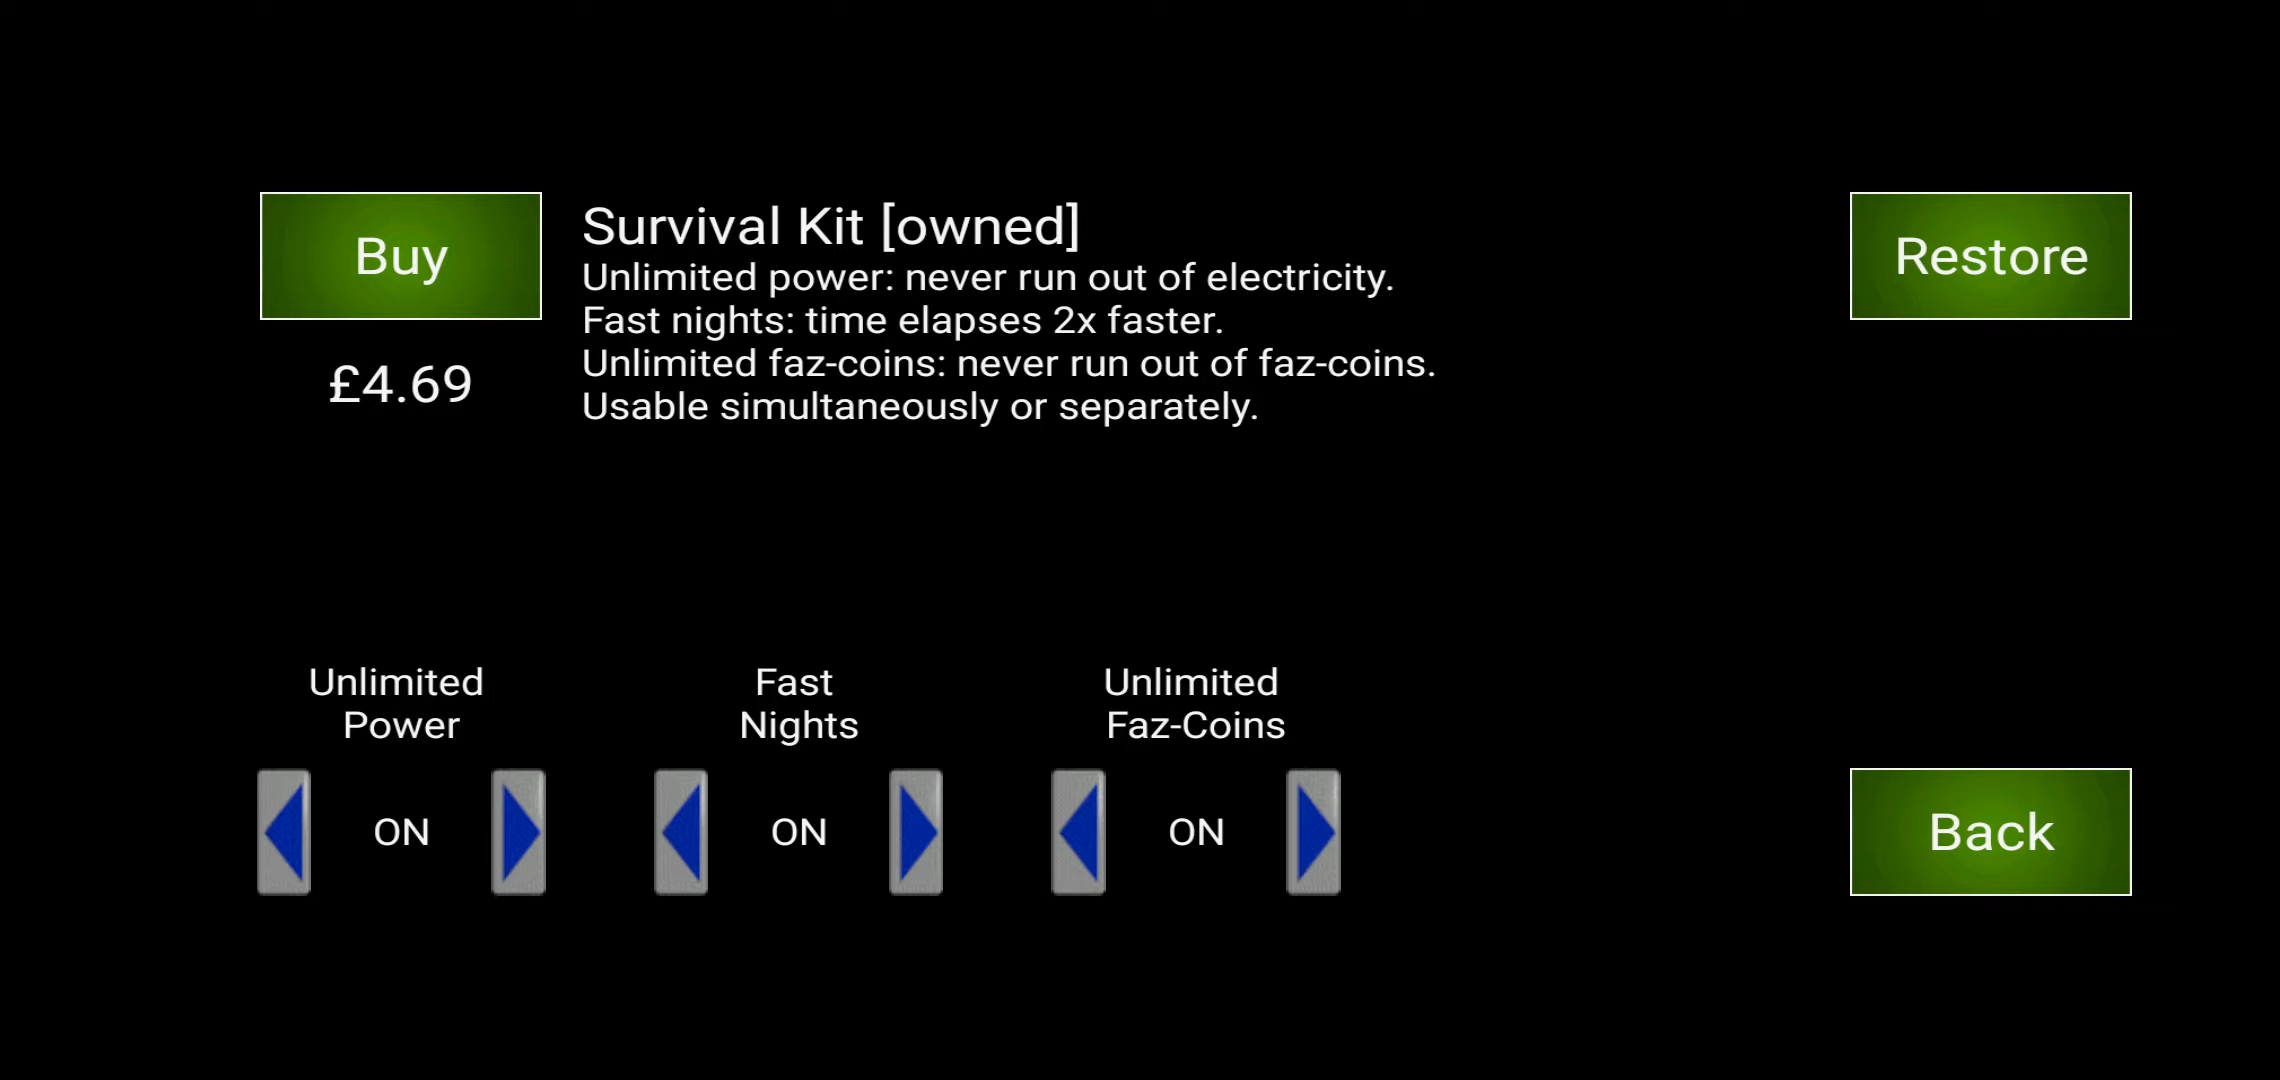 Buy
Survival Kit [owned]
Unlimited power: never run out of electricity.
Fast nights: time elapses 2x faster.
Unlimited faz-coins: never run out of faz-coins.
Usable simultaneously or separately.
£4.69
Restore
Unlimited
Power
ON
Fast
Nights
ON
Unlimited
Faz-Coins
ON
Back